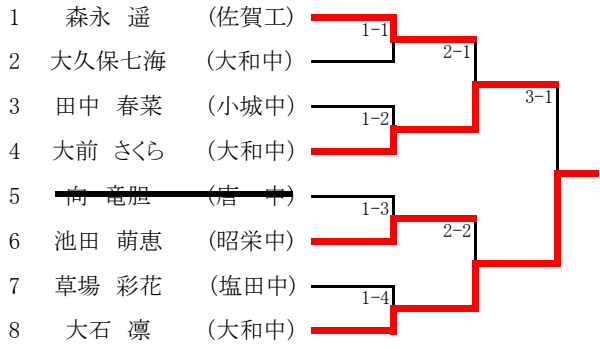 1 森永 遥 (佐賀工)
1-1
2 大久保七海 (大和中)
2-1
3 田中 春菜 (小城中)
3-1
1-2
4 大前 さくら (大和中)
5 向 竜胆 (唐 中)
1-3
6 池田 萌恵 (昭栄中)
2-2
7 草場 彩花 (塩田中)
1-4
8 大石 凛 (大和中)